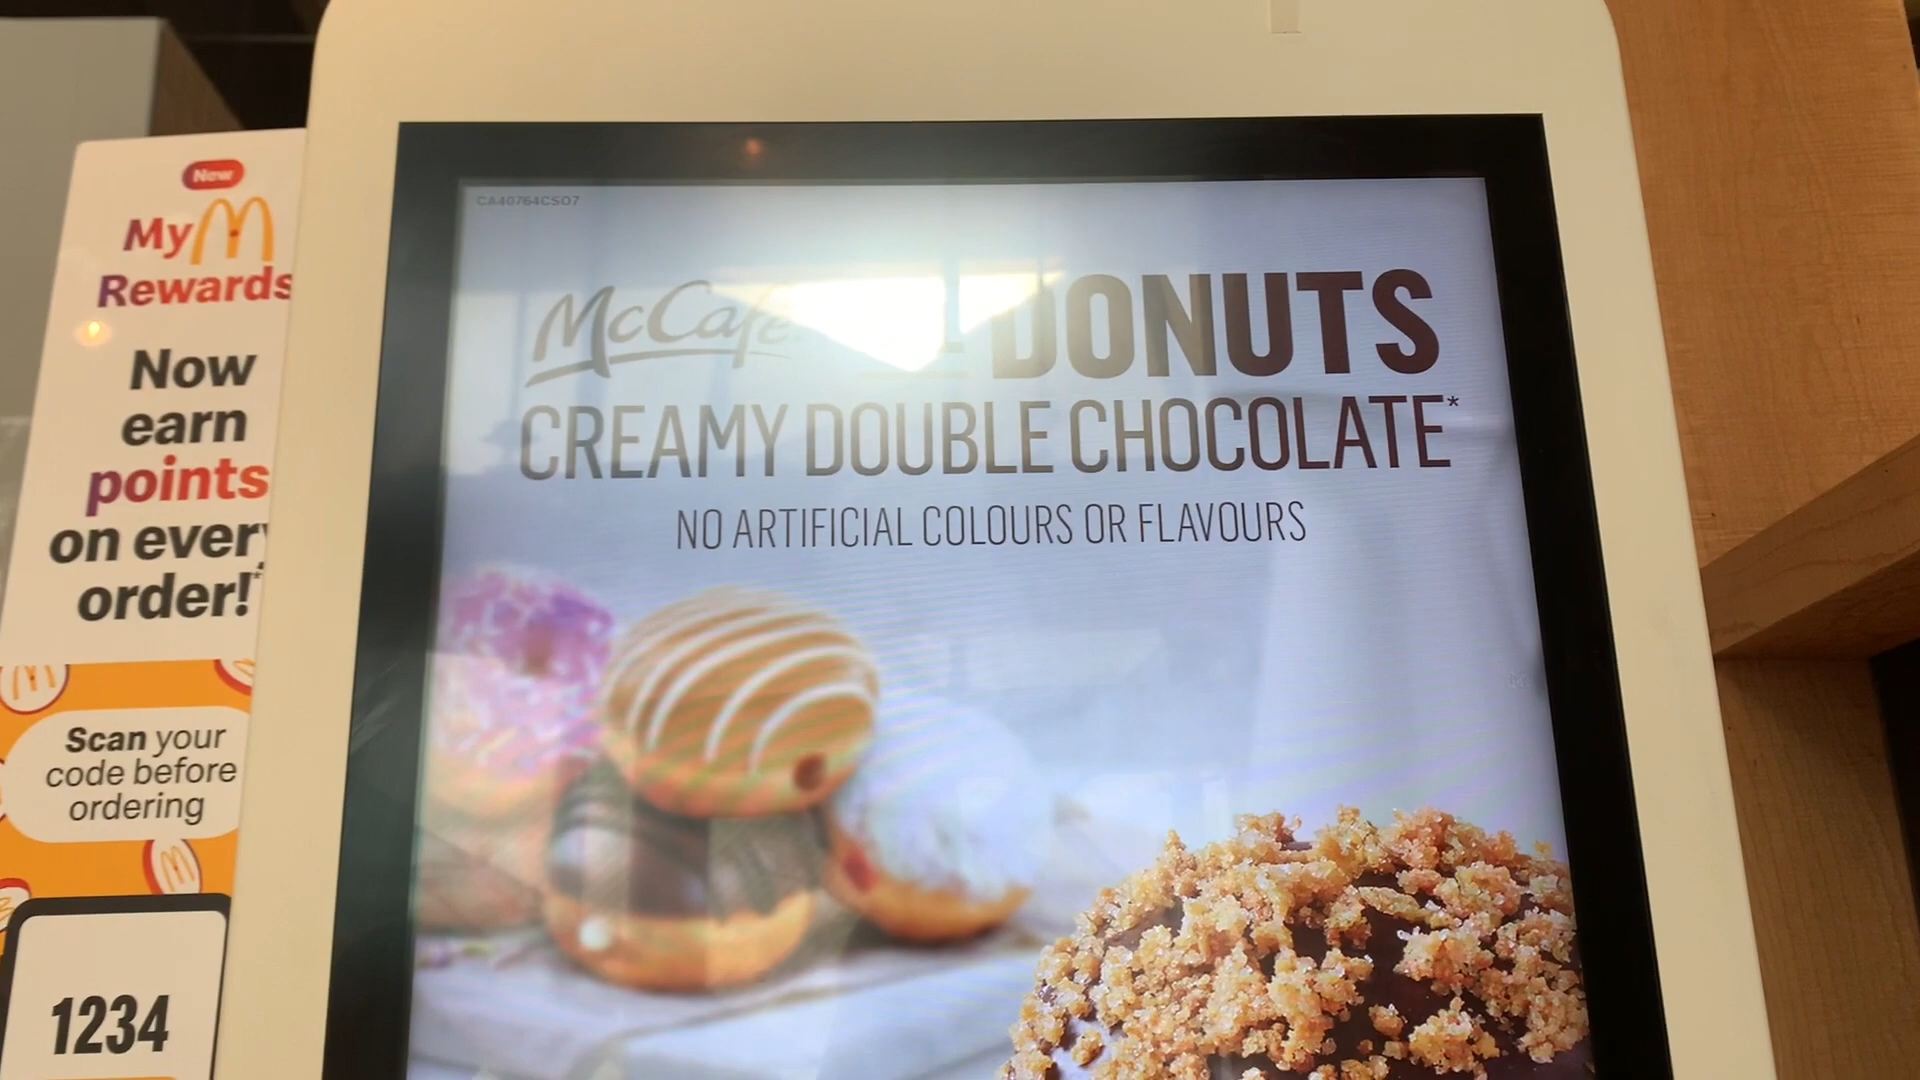 New
My
Rewards
Now
earn
points
on every
order!*
Scan your
code before
ordering
1234
CA40764CSO7
McCafé DONUTS
CREAMY DOUBLE CHOCOLATE*
NO ARTIFICIAL COLOURS OR FLAVOURS